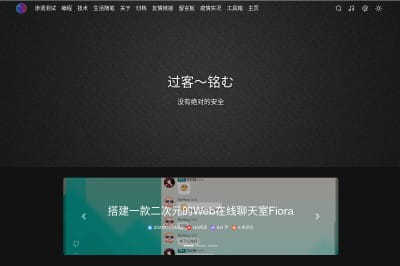 渗透测试 编程 技术 生活随笔 关于 归档 友情链接 留言板 疫情实况 工具箱 主页
过客～铭む
没有绝对的安全
搭建一款二次元的Web在线聊天室Fiora